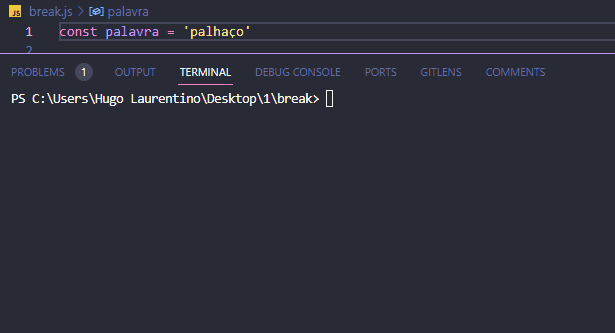 JS break.js > palavra
1 const palavra = 'palhaço'
2
PROBLEMS 1 OUTPUT TERMINAL DEBUG CONSOLE PORTS GITLENS COMMENTS
PS C:\Users\Hugo Laurentino\Desktop\1\break>